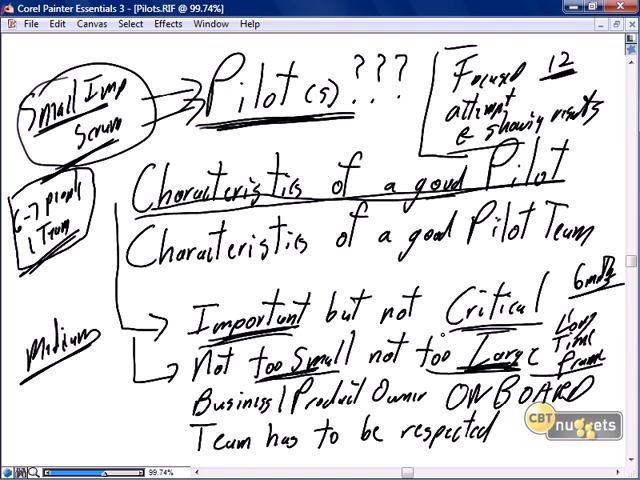 Corel Painter Essentials 3 - [Pilots.RIF @ 99.74%]
File Edit Canvas Select Effects Window Help
Small Imp
Scrum
Pilot(s)???...
Focused 12
attempt
@ showing results
Characteristics of a good Pilot
6-7 people
1 Team
Characteristics of a good Pilot Team
Important but not Critical
6 mnths
Medium
Not too Small not too Large
Long
Time
Frame
Business/Product Owner ONBOARD
Team has to be respected
CBT
nuggets
99.74%